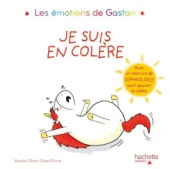 Les émotions de Gaston
JE SUIS
EN COLÈRE
Avec
un exercice de
SOPHROLOGIE
pour apaiser
la colère
Aurélie Chien Chow Chine
hachette